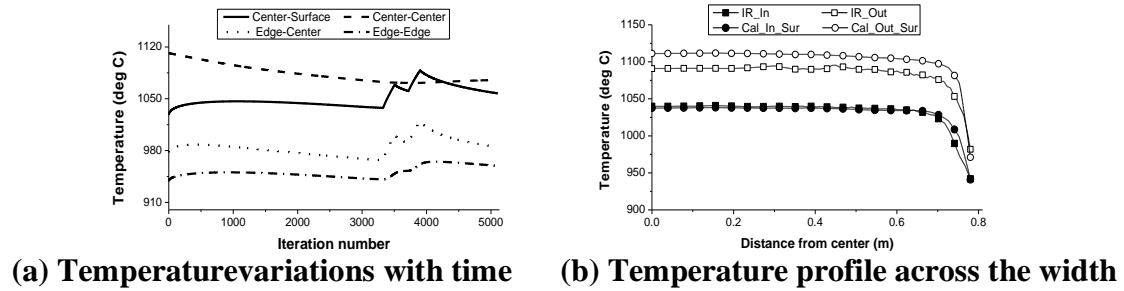 Center-Surface Center-Center
Edge-Center Edge-Edge
1120
1050
980
910
Temperature (deg C)
0 1000 2000 3000 4000 5000
Iteration number
(a) Temperaturevariations with time
IR_In IR_Out
Cal_In_Sur Cal_Out_Sur
1150
1100
1050
1000
950
900
Temperature (deg C)
0.0 0.2 0.4 0.6 0.8
Distance from center (m)
(b) Temperature profile across the width